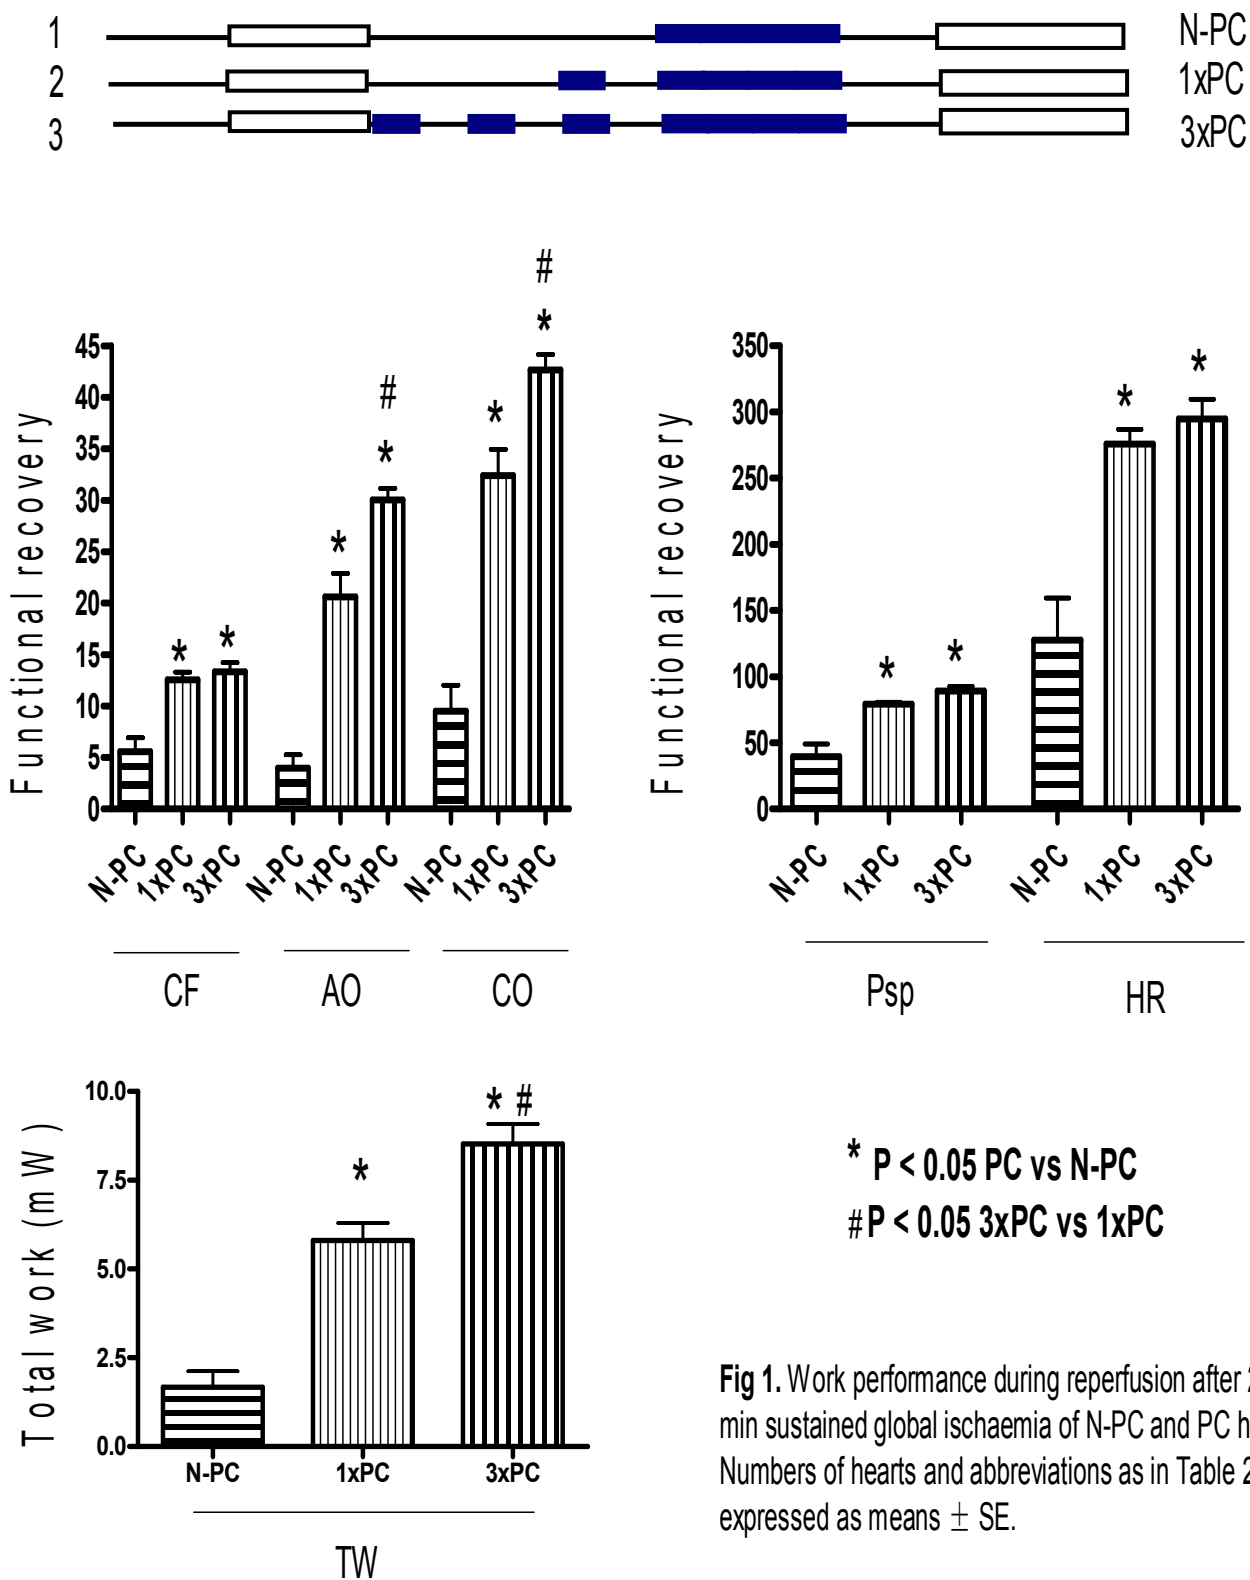 1 N-PC
2 1xPC
3 3xPC
Functional recovery
45
40
35
30
25
20
15
10
5
0
# *
# *
* * * *
N-PC 1xPC 3xPC N-PC 1xPC 3xPC N-PC 1xPC 3xPC
CF AO CO
Functional recovery
350
300
250
200
150
100
50
0
* * * *
N-PC 1xPC 3xPC N-PC 1xPC 3xPC
Psp HR
Total work (mW)
10.0
7.5
5.0
2.5
0.0
* * #
N-PC 1xPC 3xPC
TW
* P < 0.05 PC vs N-PC
# P < 0.05 3xPC vs 1xPC
Fig 1. Work performance during reperfusion after
min sustained global ischaemia of N-PC and PC
Numbers of hearts and abbreviations as in Table 2
expressed as means ± SE.